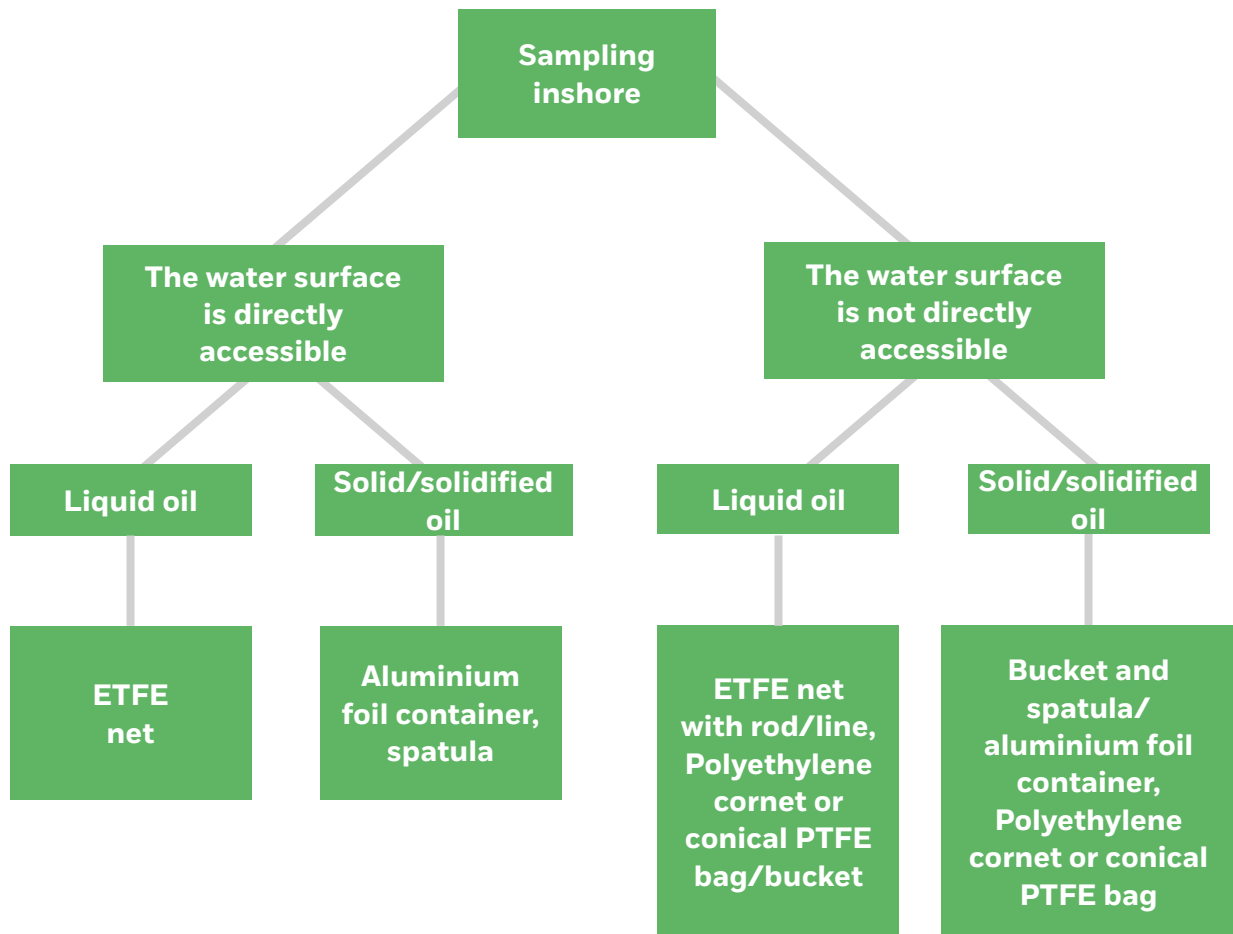 Sampling
inshore
The water surface
is directly
accessible
The water surface
is not directly
accessible
Liquid oil
Solid/solidified
oil
Liquid oil
Solid/solidified
oil
ETFE
net
Aluminium
foil container,
spatula
ETFE net
with rod/line,
Polyethylene
cornet or
conical PTFE
bag/bucket
Bucket and
spatula/
aluminium foil
container,
Polyethylene
cornet or conical
PTFE bag